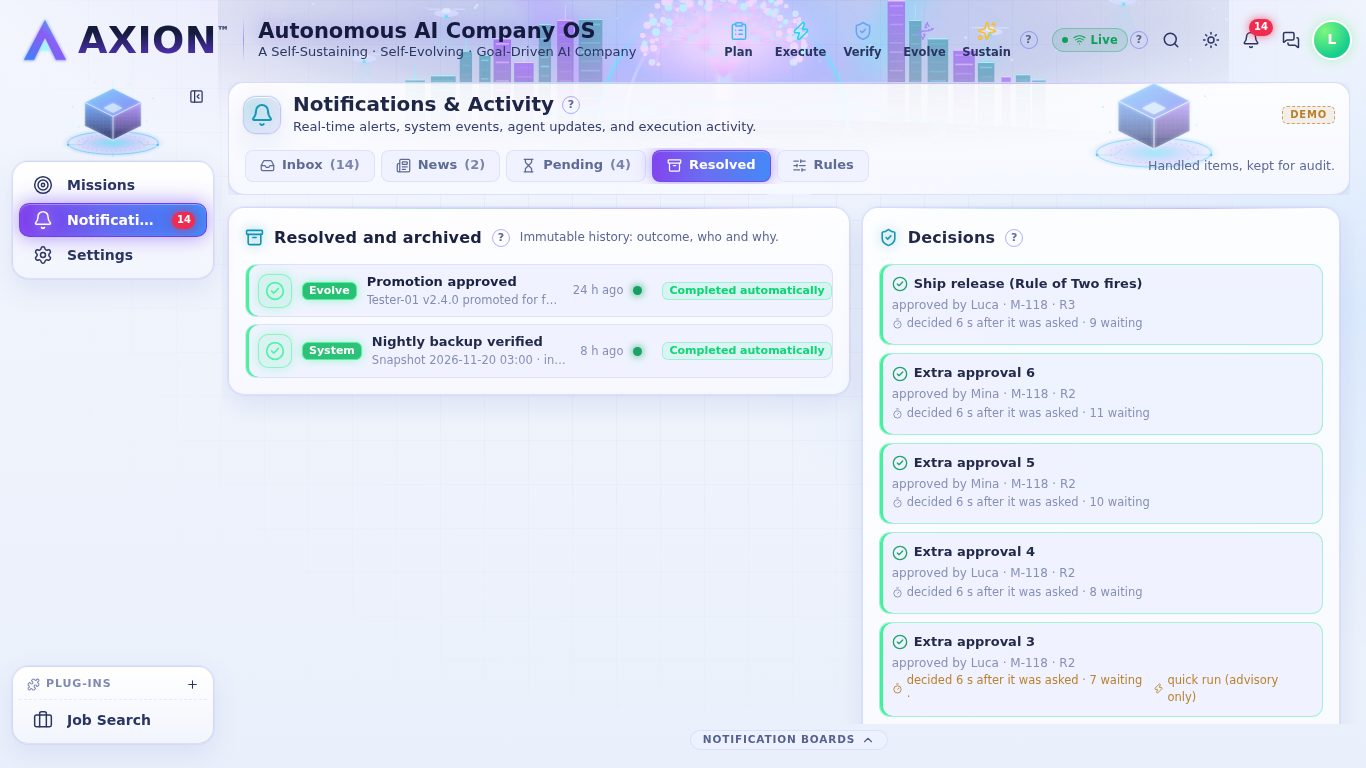 AXION™
Autonomous AI Company OS
A Self-Sustaining · Self-Evolving · Goal-Driven AI Company
Plan
Execute
Verify
Evolve
Sustain
?
Live
?
14
L
Missions
Notificati...
14
Settings
PLUG-INS
+
Job Search
Notifications & Activity ?
Real-time alerts, system events, agent updates, and execution activity.
DEMO
Inbox (14)
News (2)
Pending (4)
Resolved
Rules
Handled items, kept for audit.
Resolved and archived ? Immutable history: outcome, who and why.
Evolve
Promotion approved
Tester-01 v2.4.0 promoted for f...
24 h ago
Completed automatically
System
Nightly backup verified
Snapshot 2026-11-20 03:00 · in...
8 h ago
Completed automatically
Decisions ?
Ship release (Rule of Two fires)
approved by Luca · M-118 · R3
decided 6 s after it was asked · 9 waiting
Extra approval 6
approved by Mina · M-118 · R2
decided 6 s after it was asked · 11 waiting
Extra approval 5
approved by Mina · M-118 · R2
decided 6 s after it was asked · 10 waiting
Extra approval 4
approved by Luca · M-118 · R2
decided 6 s after it was asked · 8 waiting
Extra approval 3
approved by Luca · M-118 · R2
decided 6 s after it was asked · 7 waiting
·
quick run (advisory
only)
NOTIFICATION BOARDS